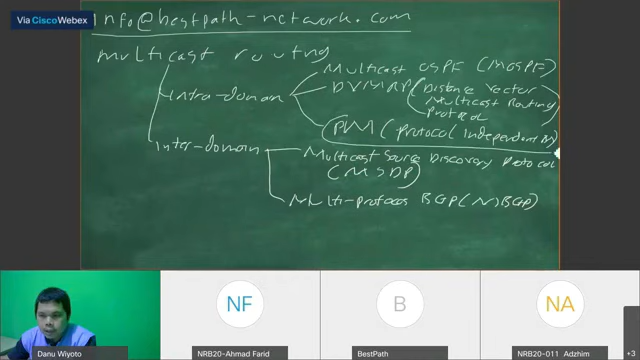 Via Cisco Webex
info@bestpath-network.com
multicast routing
Intra-domain
Multicast OSPF (MOSPF)
DVMRP (Distance Vector
Multicast Routing
Protocol
PIM (Protocol Independent
Inter-domain
Multicast Source Discovery Protocol
(MSDP)
Multi-protocol BGP (M)BGP)
NF
B
NA
Danu Wiyoto
NRB20-Ahmad Farid
BestPath
NRB20-011 Adzhim
+3